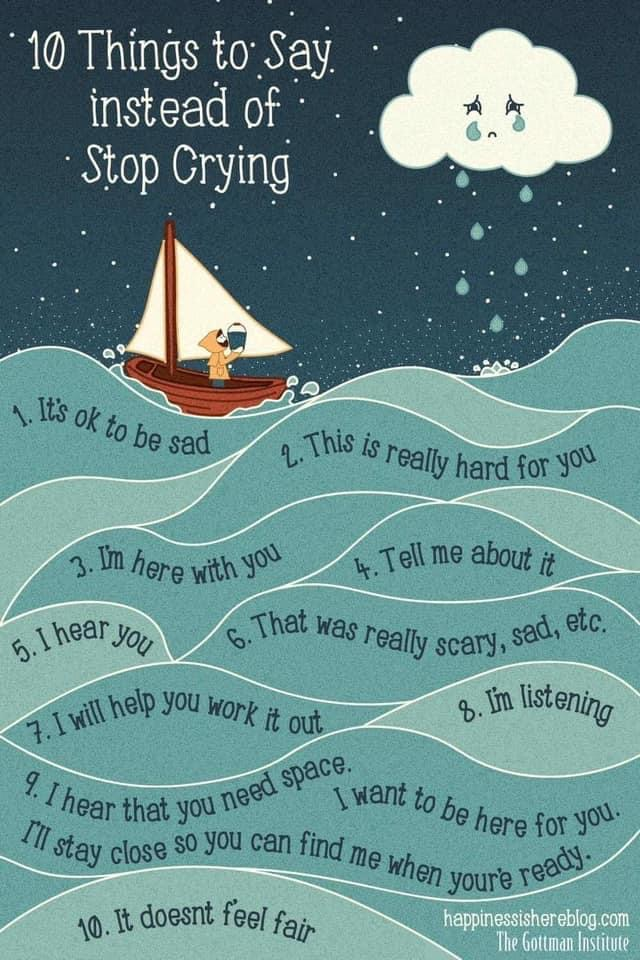 10 Things to Say
instead of
Stop Crying
1. It's ok to be sad
2. This is really hard for you
3. I'm here with you
4. Tell me about it
5. I hear you
6. That was really scary, sad, etc.
7. I will help you work it out
8. I'm listening
9. I hear that you need space.
I want to be here for you.
I'll stay close so you can find me when you're ready.
10. It doesnt feel fair
happinessishereblog.com
The Gottman Institute